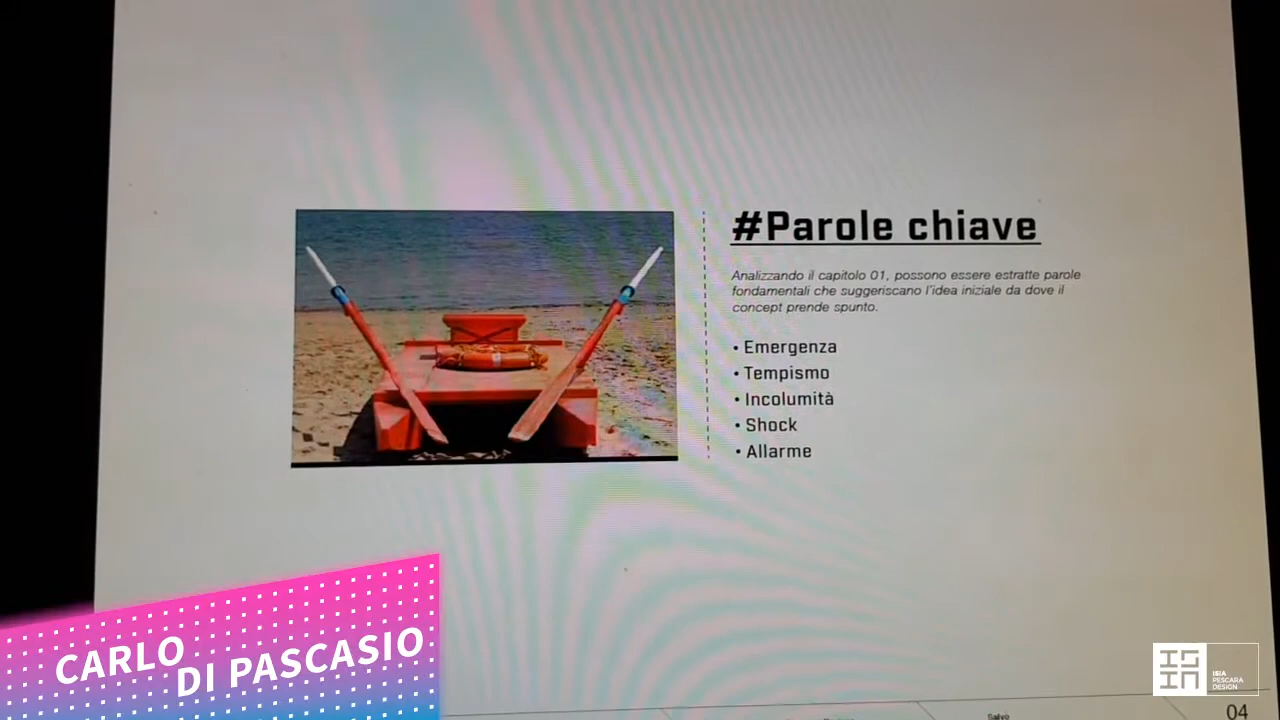 #Parole chiave
Analizzando il capitolo 01, possono essere estratte parole
fondamentali che suggeriscano l'idea iniziale da dove il
concept prende spunto.
• Emergenza
• Tempismo
• Incolumità
• Shock
• Allarme
CARLO
DI PASCASIO
ISIA
PESCARA
DESIGN
Salvo
04